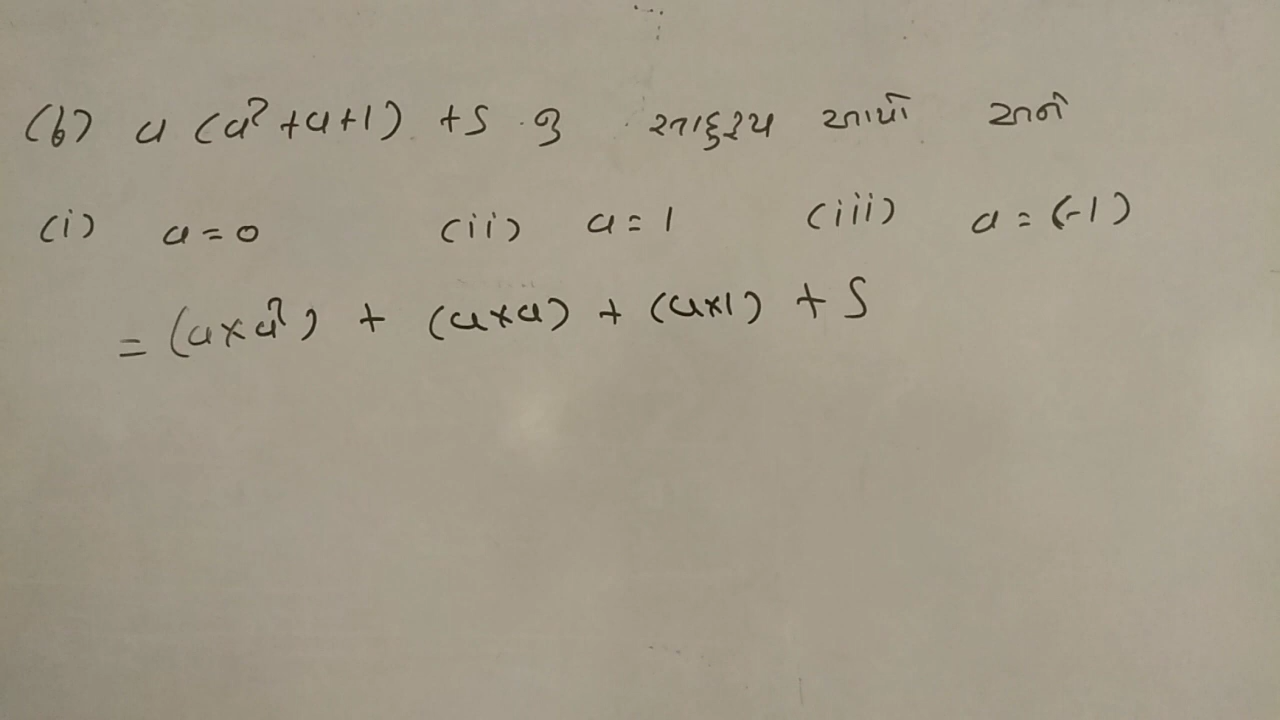 (b) a (a² + a + 1) + 5 નું સાદુરૂપ આપો અને
(i) a = 0 (ii) a = 1 (iii) a = (-1)
= (a × a²) + (a × a) + (a × 1) + 5